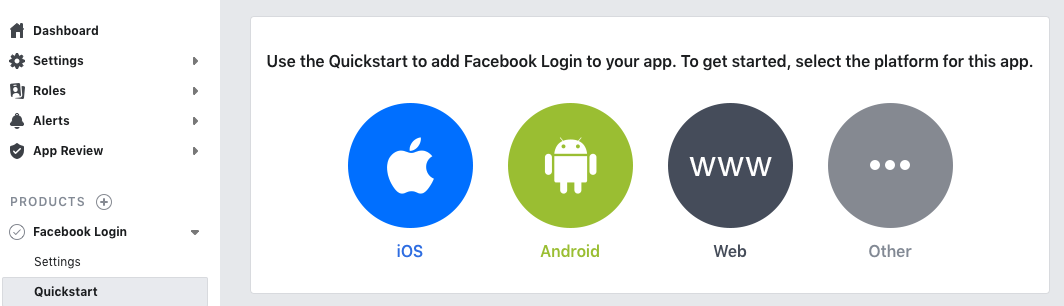 Dashboard
Settings
Roles
Alerts
App Review
PRODUCTS
Facebook Login
Settings
Quickstart
Use the Quickstart to add Facebook Login to your app. To get started, select the platform for this app.
www
iOS
Android
Web
Other